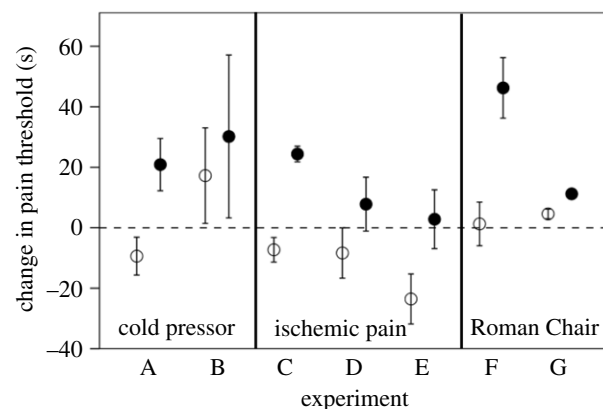 change in pain threshold (s)
60
40
20
0
−20
−40
cold pressor
ischemic pain
Roman Chair
A B C D E F G
experiment